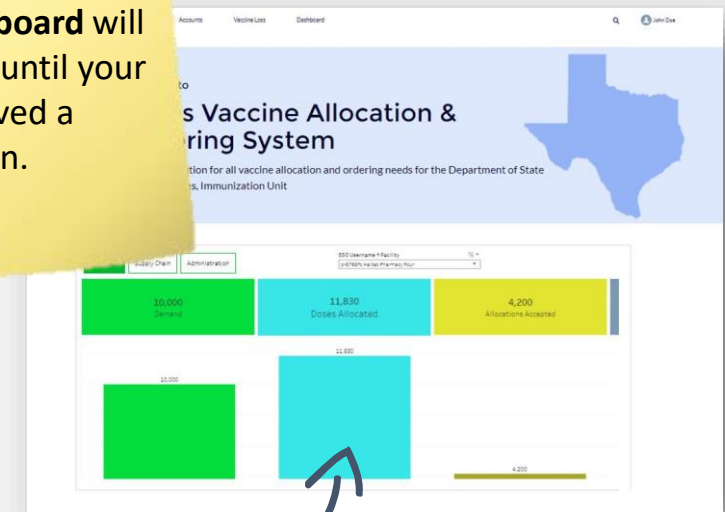 board will
until your
ved a
n.
Accounts Vaccine Loss Dashboard John Doe
to
s Vaccine Allocation &
ring System
tion for all vaccine allocation and ordering needs for the Department of State
s, Immunization Unit
Supply Chain Administration
SSO Username * Facility
10,000 11,830 4,200
Demand Doses Allocated Allocations Accepted
11,830
10,000
4,200